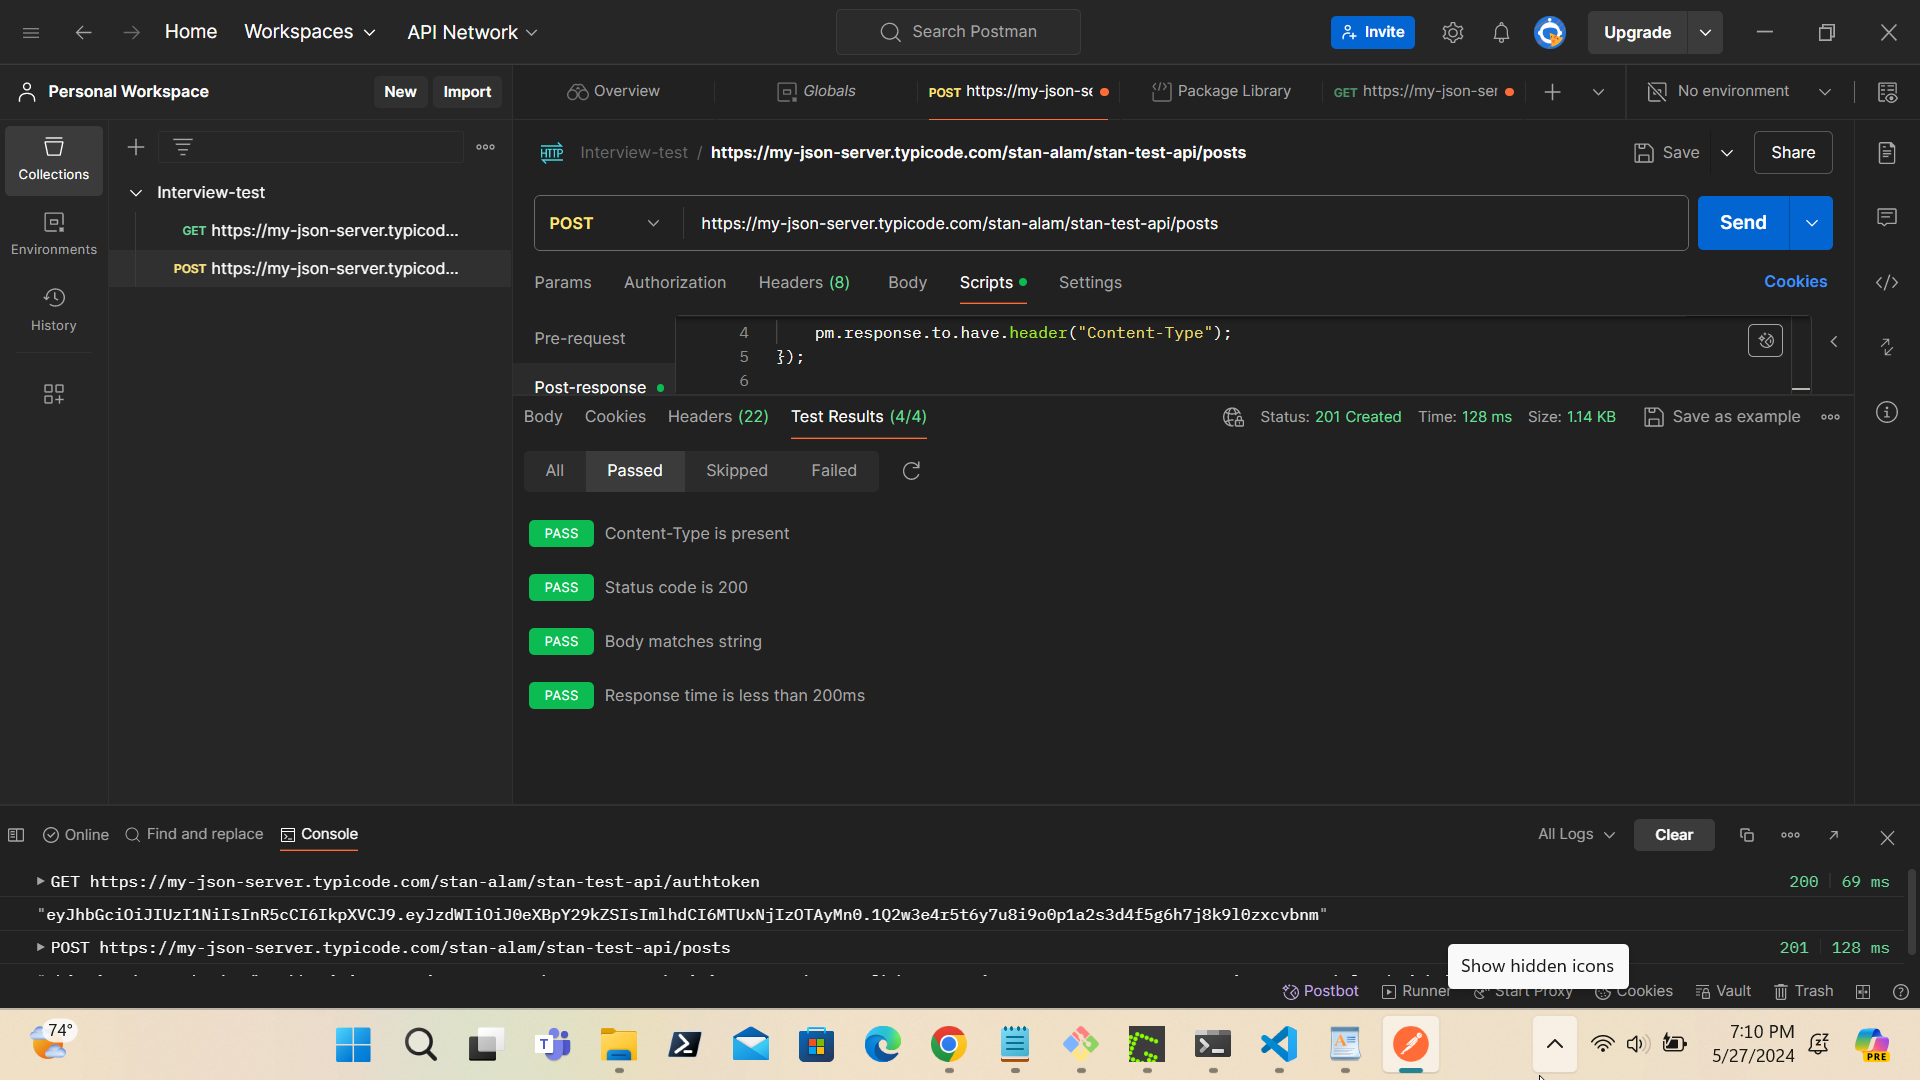 Home
Workspaces
API Network
Search Postman
Invite
Upgrade
Personal Workspace
New
Import
Overview
Globals
POST https://my-json-se
Package Library
GET https://my-json-ser
No environment
Collections
Environments
History
Interview-test
GET https://my-json-server.typicod...
POST https://my-json-server.typicod...
HTTP
Interview-test / https://my-json-server.typicode.com/stan-alam/stan-test-api/posts
Save
Share
POST
https://my-json-server.typicode.com/stan-alam/stan-test-api/posts
Send
Params
Authorization
Headers (8)
Body
Scripts
Settings
Cookies
Pre-request
Post-response
4 pm.response.to.have.header("Content-Type");
5 });
6
Body
Cookies
Headers (22)
Test Results (4/4)
Status: 201 Created
Time: 128 ms
Size: 1.14 KB
Save as example
All
Passed
Skipped
Failed
PASS Content-Type is present
PASS Status code is 200
PASS Body matches string
PASS Response time is less than 200ms
Online
Find and replace
Console
All Logs
Clear
GET https://my-json-server.typicode.com/stan-alam/stan-test-api/authtoken
200
69 ms
"eyJhbGciOiJIUzI1NiIsInR5cCI6IkpXVCJ9.eyJzdWIiOiJ0eXBpY29kZSIsImlhdCI6MTUxNjIzOTAyMn0.1Q2w3e4r5t6y7u8i9o0p1a2s3d4f5g6h7j8k9l0zxcvbnm"
POST https://my-json-server.typicode.com/stan-alam/stan-test-api/posts
201
128 ms
Show hidden icons
Postbot
Runner
Start Proxy
Cookies
Vault
Trash
74°
7:10 PM
5/27/2024
PRE